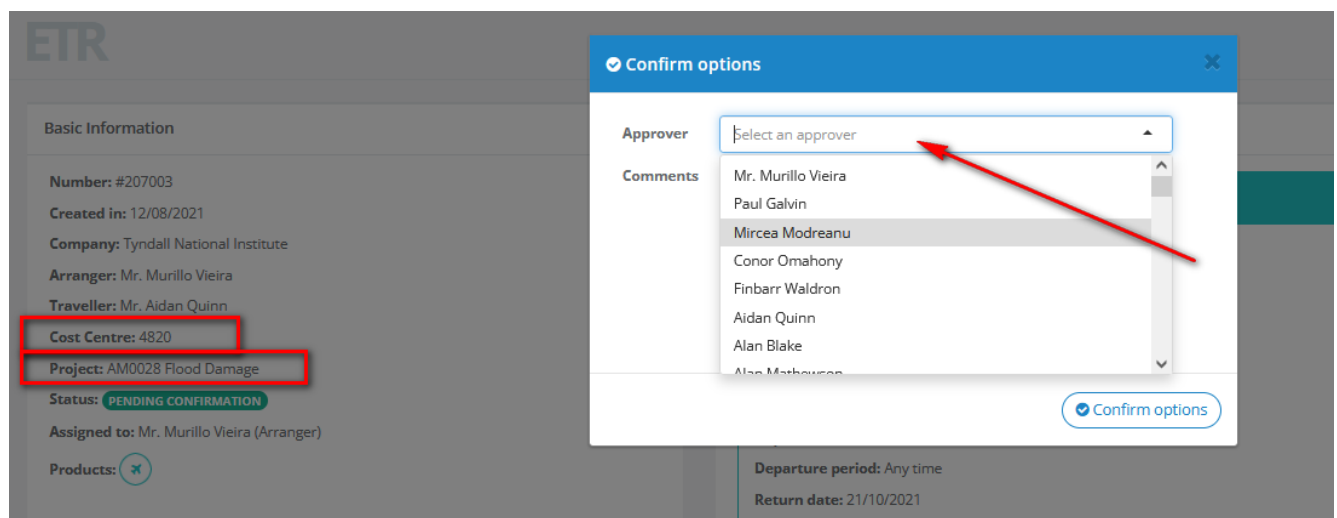 ETR
Basic Information
Number: #207003
Created in: 12/08/2021
Company: Tyndall National Institute
Arranger: Mr. Murillo Vieira
Traveller: Mr. Aidan Quinn
Cost Centre: 4820
Project: AM0028 Flood Damage
Status: PENDING CONFIRMATION
Assigned to: Mr. Murillo Vieira (Arranger)
Products:
Confirm options
Approver Select an approver
Comments
Mr. Murillo Vieira
Paul Galvin
Mircea Modreanu
Conor Omahony
Finbarr Waldron
Aidan Quinn
Alan Blake
Alan Mathewson
Confirm options
Departure period: Any time
Return date: 21/10/2021